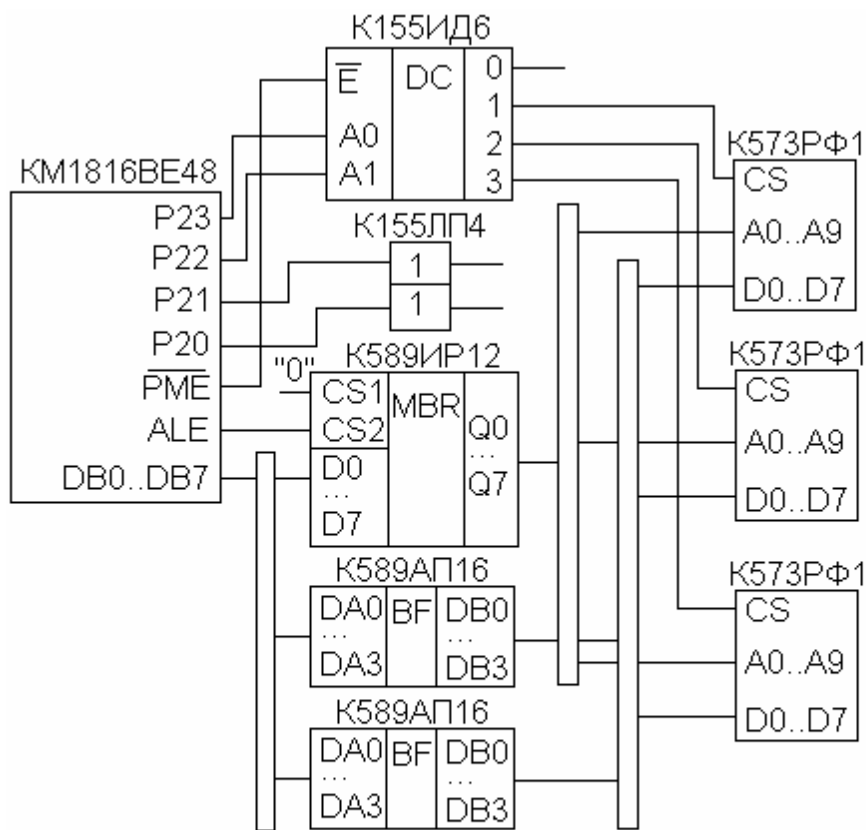 К155ИД6
E
A0
A1
DC
0
1
2
3
КМ1816ВЕ48
P23
P22
P21
P20
PME
ALE
DB0..DB7
К155ЛП4
1
1
"0"
К589ИР12
CS1
CS2
D0
...
D7
MBR
Q0
...
Q7
К589АП16
DA0
...
DA3
BF
DB0
...
DB3
К589АП16
DA0
...
DA3
BF
DB0
...
DB3
К573РФ1
CS
A0..A9
D0..D7
К573РФ1
CS
A0..A9
D0..D7
К573РФ1
CS
A0..A9
D0..D7